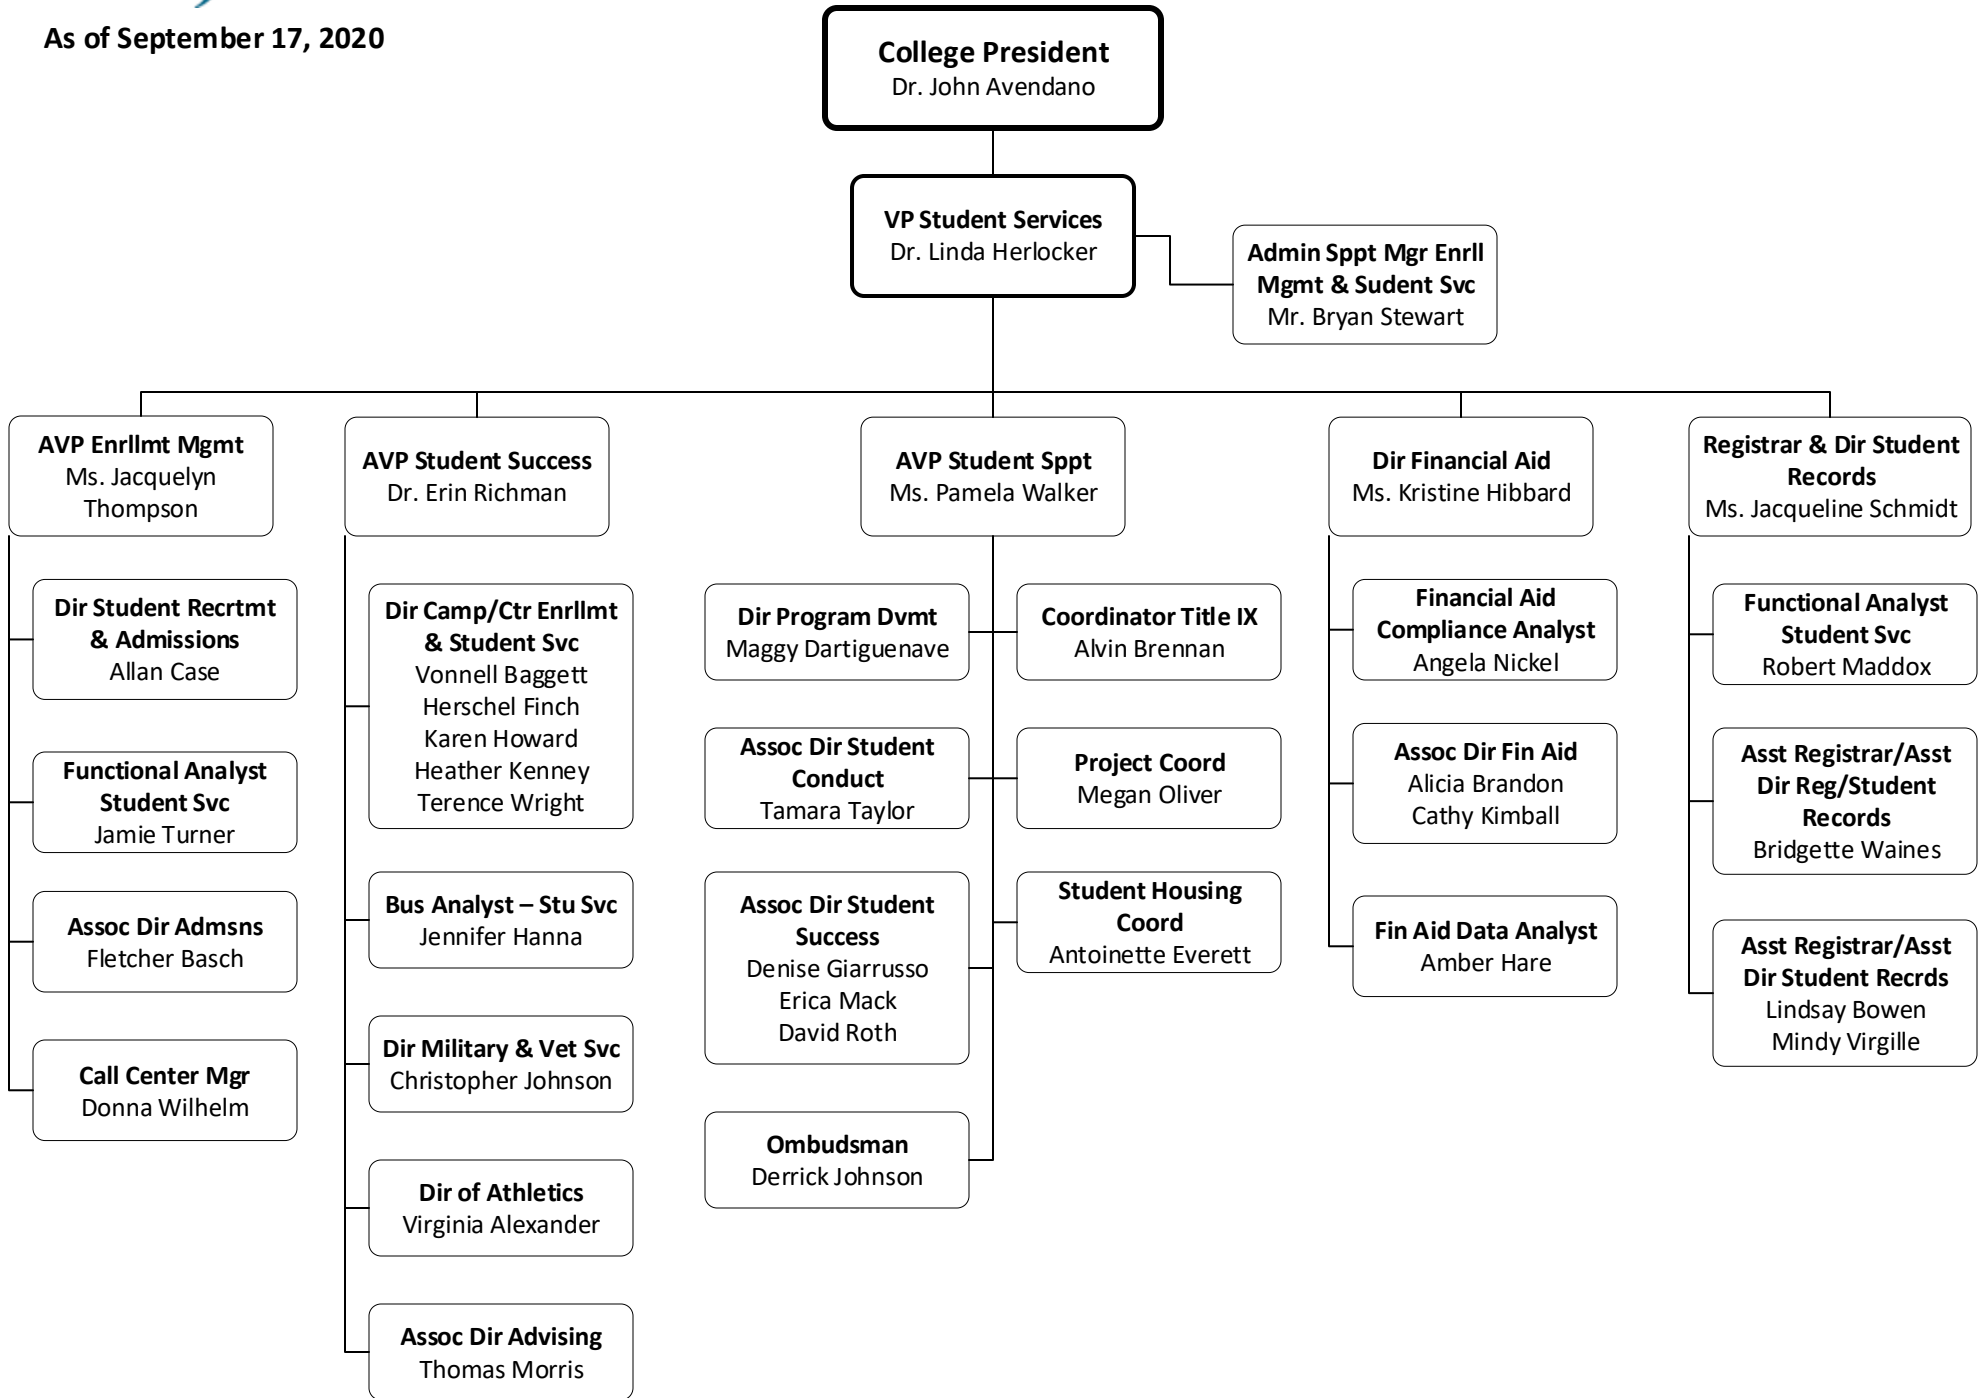 As of September 17, 2020
College President
Dr. John Avendano
VP Student Services
Dr. Linda Herlocker
Admin Sppt Mgr Enrll
Mgmt & Sudent Svc
Mr. Bryan Stewart
AVP Enrllmt Mgmt
Ms. Jacquelyn
Thompson
Dir Student Recrtmt
& Admissions
Allan Case
Functional Analyst
Student Svc
Jamie Turner
Assoc Dir Admsns
Fletcher Basch
Call Center Mgr
Donna Wilhelm
AVP Student Success
Dr. Erin Richman
Dir Camp/Ctr Enrllmt
& Student Svc
Vonnell Baggett
Herschel Finch
Karen Howard
Heather Kenney
Terence Wright
Bus Analyst – Stu Svc
Jennifer Hanna
Dir Military & Vet Svc
Christopher Johnson
Dir of Athletics
Virginia Alexander
Assoc Dir Advising
Thomas Morris
AVP Student Sppt
Ms. Pamela Walker
Dir Program Dvmt
Maggy Dartiguenave
Coordinator Title IX
Alvin Brennan
Assoc Dir Student
Conduct
Tamara Taylor
Project Coord
Megan Oliver
Assoc Dir Student
Success
Denise Giarrusso
Erica Mack
David Roth
Student Housing
Coord
Antoinette Everett
Ombudsman
Derrick Johnson
Dir Financial Aid
Ms. Kristine Hibbard
Financial Aid
Compliance Analyst
Angela Nickel
Assoc Dir Fin Aid
Alicia Brandon
Cathy Kimball
Fin Aid Data Analyst
Amber Hare
Registrar & Dir Student
Records
Ms. Jacqueline Schmidt
Functional Analyst
Student Svc
Robert Maddox
Asst Registrar/Asst
Dir Reg/Student
Records
Bridgette Waines
Asst Registrar/Asst
Dir Student Recrds
Lindsay Bowen
Mindy Virgille